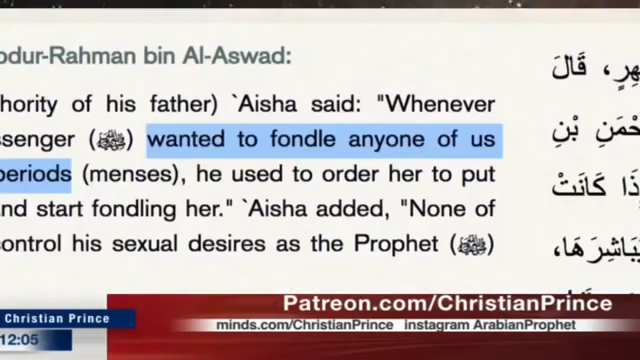 odur-Rahman bin Al-Aswad:
hority of his father) `Aisha said: "Whenever
ssenger (ﷺ) wanted to fondle anyone of us
periods (menses), he used to order her to put
nd start fondling her." `Aisha added, "None of
ontrol his sexual desires as the Prophet (ﷺ)
هِرٍ، قَالَ
حْمَنِ بْنِ
إِذَا كَانَتْ
يُبَاشِرَهَا،
Patreon.com/ChristianPrince
Christian Prince
minds.com/ChristianPrince instagram ArabianProphet
12:05